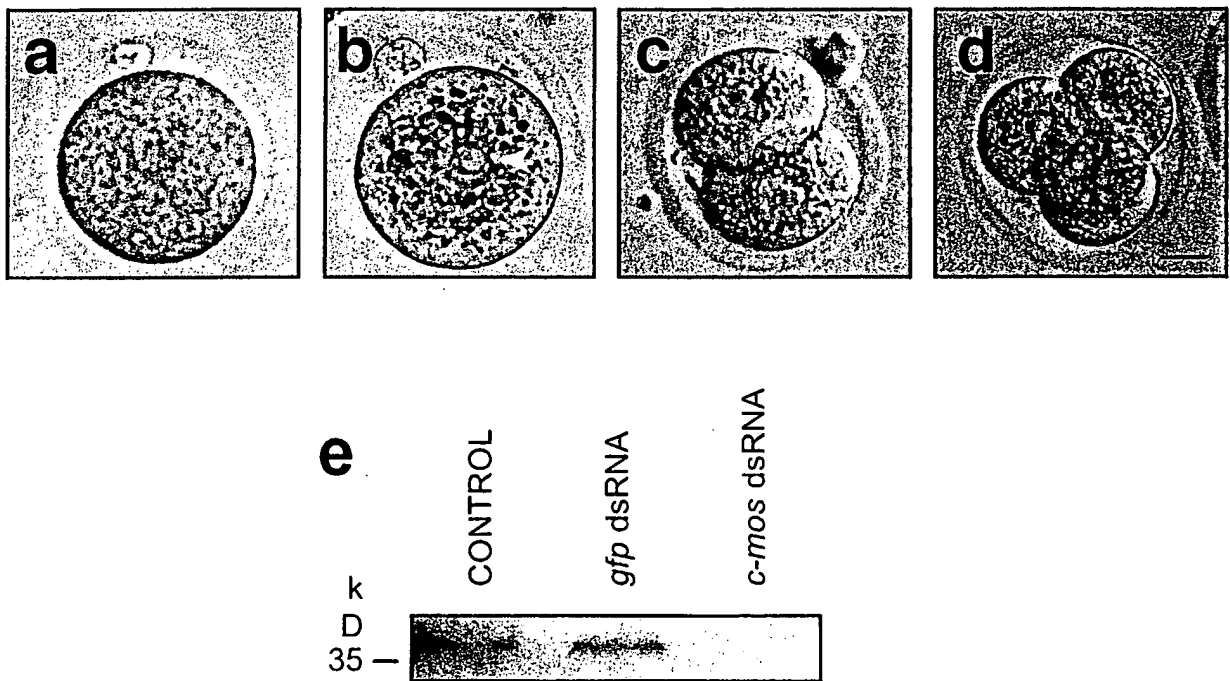 a
b
c
d
e
CONTROL
gfp dsRNA
c-mos dsRNA
k
D
35 —